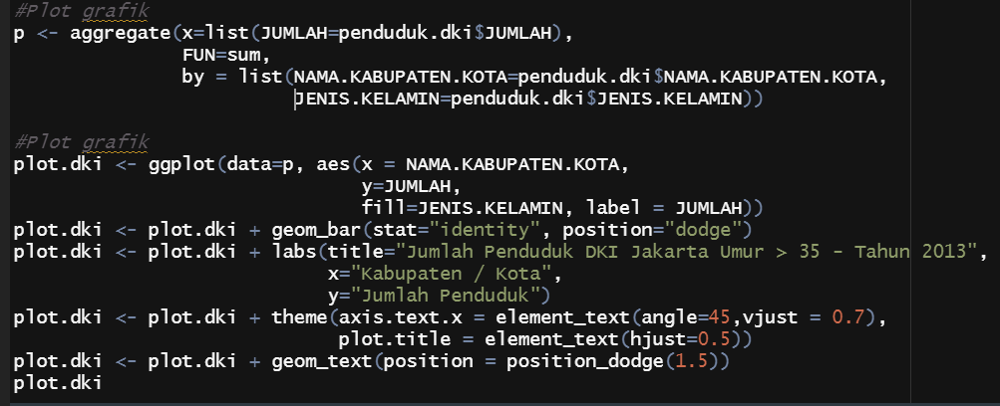 #Plot grafik
p <- aggregate(x=list(JUMLAH=penduduk.dki$JUMLAH),
               FUN=sum,
               by = list(NAMA.KABUPATEN.KOTA=penduduk.dki$NAMA.KABUPATEN.KOTA,
                         JENIS.KELAMIN=penduduk.dki$JENIS.KELAMIN))
#Plot grafik
plot.dki <- ggplot(data=p, aes(x = NAMA.KABUPATEN.KOTA,
                               y=JUMLAH,
                               fill=JENIS.KELAMIN, label = JUMLAH))
plot.dki <- plot.dki + geom_bar(stat="identity", position="dodge")
plot.dki <- plot.dki + labs(title="Jumlah Penduduk DKI Jakarta Umur > 35 - Tahun 2013",
                            x="Kabupaten / Kota",
                            y="Jumlah Penduduk")
plot.dki <- plot.dki + theme(axis.text.x = element_text(angle=45,vjust = 0.7),
                             plot.title = element_text(hjust=0.5))
plot.dki <- plot.dki + geom_text(position = position_dodge(1.5))
plot.dki